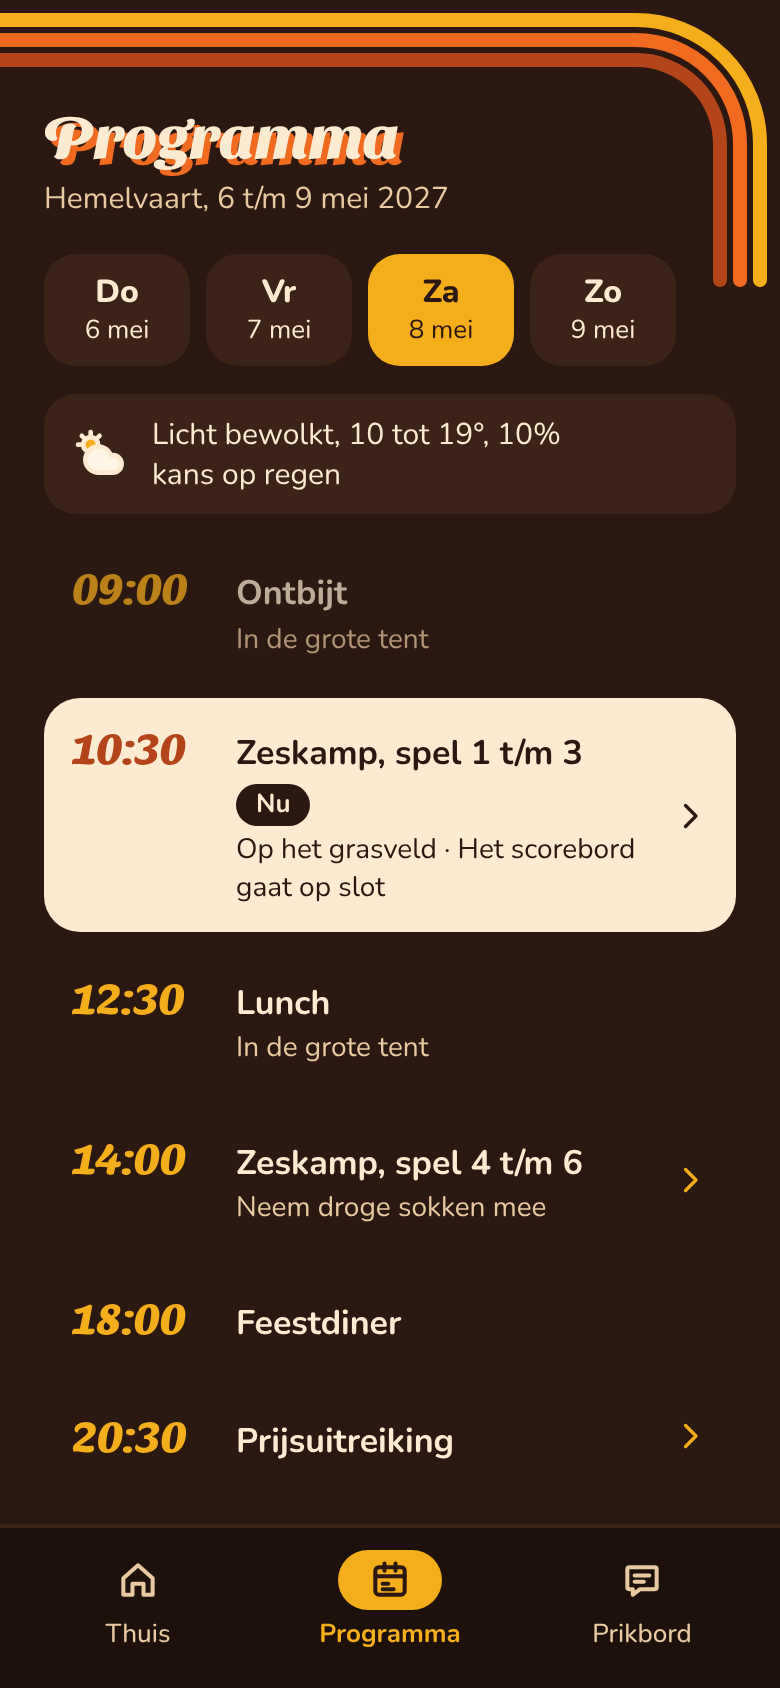 Programma
Hemelvaart, 6 t/m 9 mei 2027
Do
6 mei
Vr
7 mei
Za
8 mei
Zo
9 mei
Licht bewolkt, 10 tot 19°, 10%
kans op regen
09:00
Ontbijt
In de grote tent
10:30
Zeskamp, spel 1 t/m 3
Nu
Op het grasveld · Het scorebord
gaat op slot
12:30
Lunch
In de grote tent
14:00
Zeskamp, spel 4 t/m 6
Neem droge sokken mee
18:00
Feestdiner
20:30
Prijsuitreiking
Thuis
Programma
Prikbord